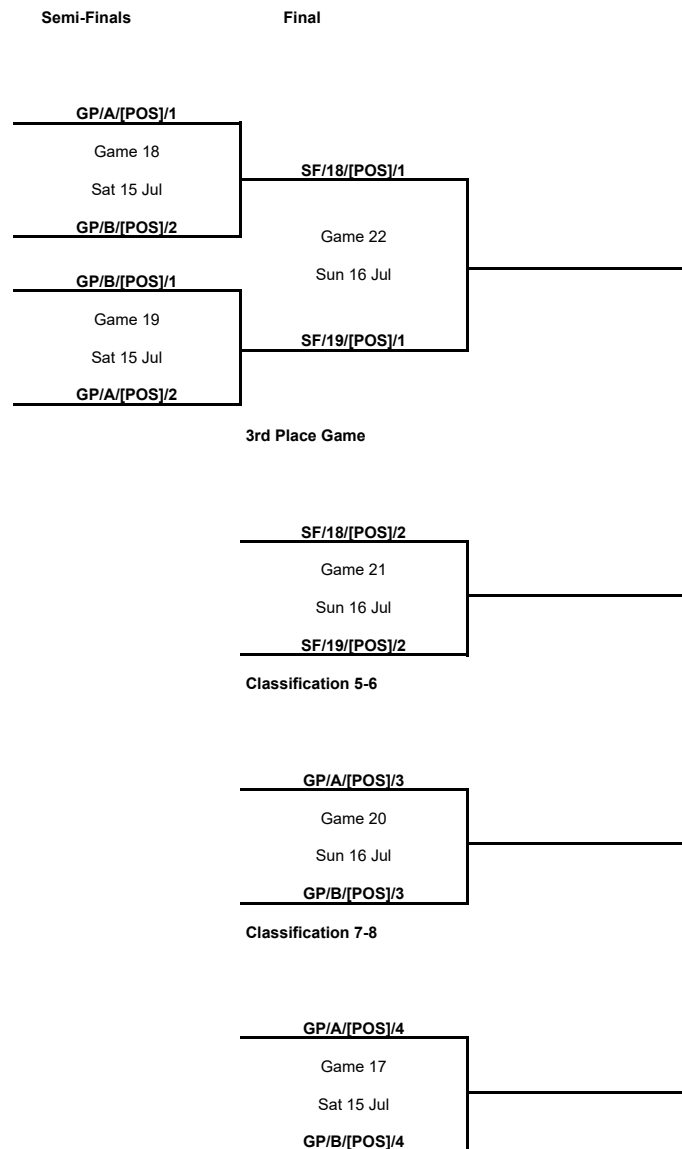 Semi-Finals Final
GP/A/[POS]/1
Game 18
Sat 15 Jul
GP/B/[POS]/2
GP/B/[POS]/1
Game 19
Sat 15 Jul
GP/A/[POS]/2
SF/18/[POS]/1
Game 22
Sun 16 Jul
SF/19/[POS]/1
3rd Place Game
SF/18/[POS]/2
Game 21
Sun 16 Jul
SF/19/[POS]/2
Classification 5-6
GP/A/[POS]/3
Game 20
Sun 16 Jul
GP/B/[POS]/3
Classification 7-8
GP/A/[POS]/4
Game 17
Sat 15 Jul
GP/B/[POS]/4